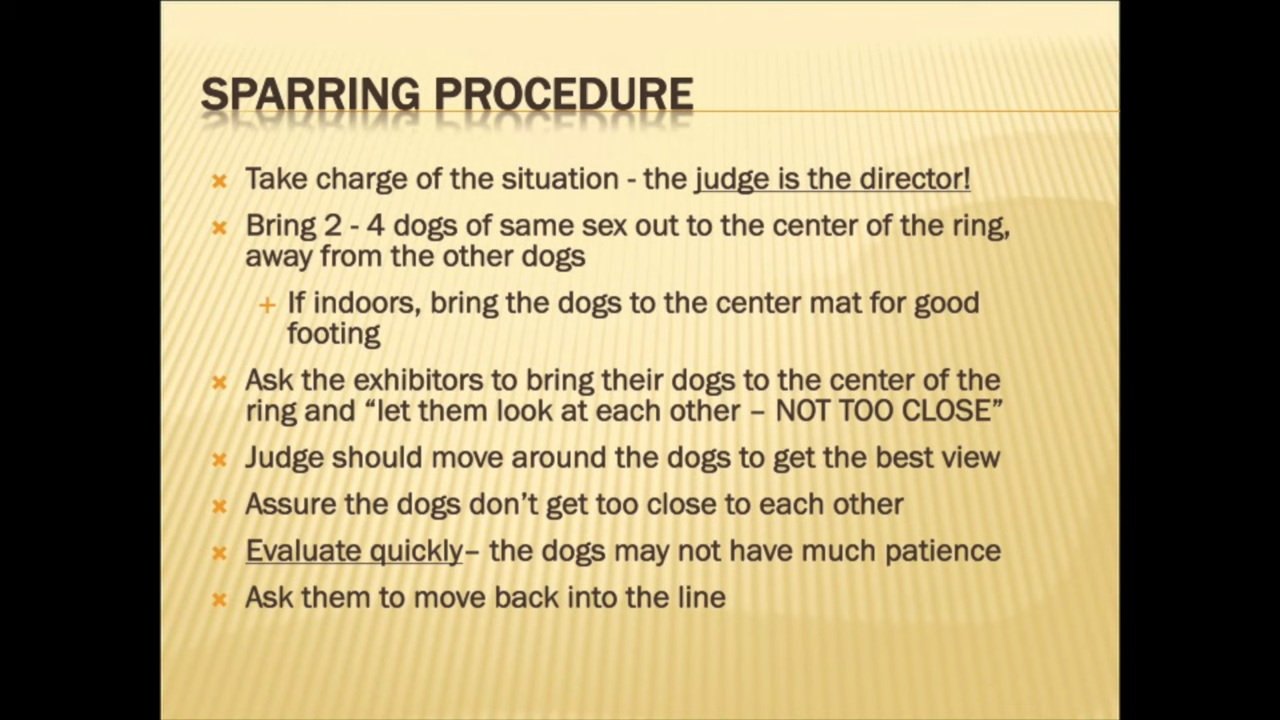 SPARRING PROCEDURE
Take charge of the situation - the judge is the director!
Bring 2 - 4 dogs of same sex out to the center of the ring,
away from the other dogs
If indoors, bring the dogs to the center mat for good
footing
Ask the exhibitors to bring their dogs to the center of the
ring and “let them look at each other – NOT TOO CLOSE”
Judge should move around the dogs to get the best view
Assure the dogs don’t get too close to each other
Evaluate quickly– the dogs may not have much patience
Ask them to move back into the line